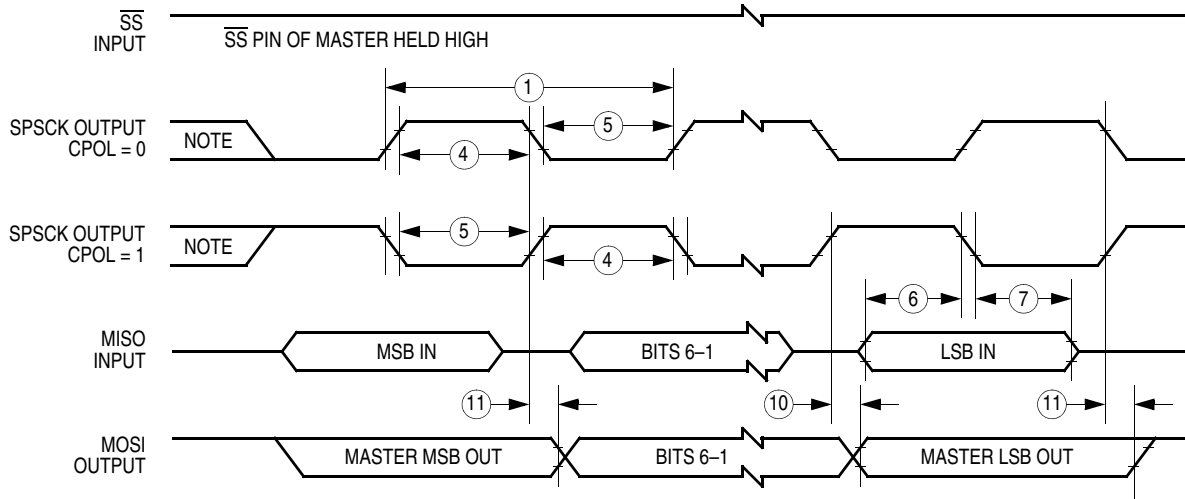 SS
INPUT
SS PIN OF MASTER HELD HIGH
1
SPSCK OUTPUT
CPOL = 0
NOTE
5
4
SPSCK OUTPUT
CPOL = 1
NOTE
5
4
6
7
MISO
INPUT
MSB IN
BITS 6–1
LSB IN
11
10
11
MOSI
OUTPUT
MASTER MSB OUT
BITS 6–1
MASTER LSB OUT